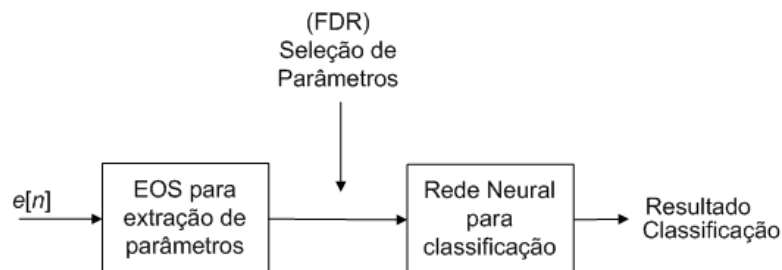 (FDR)
Seleção de
Parâmetros
e[n]
EOS para
extração de
parâmetros
Rede Neural
para
classificação
Resultado
Classificação